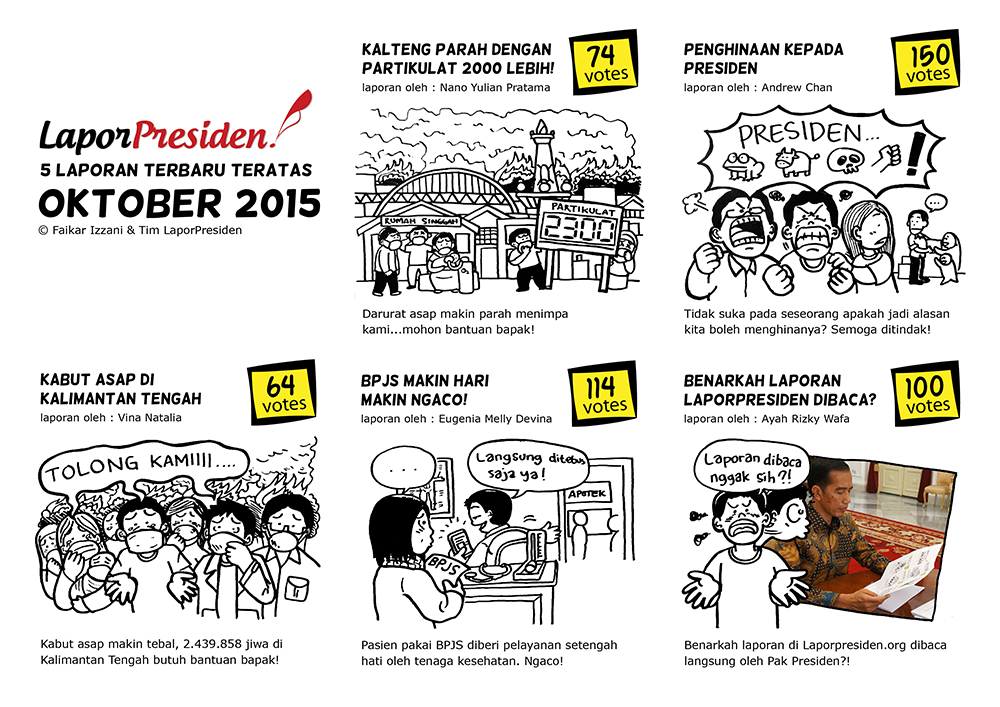 LaporPresiden!
5 LAPORAN TERBARU TERATAS
OKTOBER 2015
© Faikar Izzani & Tim LaporPresiden
KALTENG PARAH DENGAN
PARTIKULAT 2000 LEBIH!
laporan oleh : Nano Yulian Pratama
74
votes
RUMAH SINGGAH
PARTIKULAT
2300
Darurat asap makin parah menimpa
kami...mohon bantuan bapak!
PENGHINAAN KEPADA
PRESIDEN
laporan oleh : Andrew Chan
150
votes
PRESIDEN...
!
...
Tidak suka pada seseorang apakah jadi alasan
kita boleh menghinanya? Semoga ditindak!
KABUT ASAP DI
KALIMANTAN TENGAH
laporan oleh : Vina Natalia
64
votes
TOLONG KAMIIII....
Kabut asap makin tebal, 2.439.858 jiwa di
Kalimantan Tengah butuh bantuan bapak!
BPJS MAKIN HARI
MAKIN NGACO!
laporan oleh : Eugenia Melly Devina
114
votes
...
Langsung ditebus
saja ya!
APOTEK
BPJS
Pasien pakai BPJS diberi pelayanan setengah
hati oleh tenaga kesehatan. Ngaco!
BENARKAH LAPORAN
LAPORPRESIDEN DIBACA?
laporan oleh : Ayah Rizky Wafa
100
votes
Laporan dibaca
nggak sih?!
Benarkah laporan di Laporpresiden.org dibaca
langsung oleh Pak Presiden?!